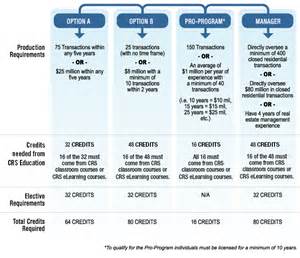 OPTION A
OPTION B
PRO-PROGRAM*
MANAGER
Production
Requirements
75 Transactions within
any five years
- OR -
$25 million within any
five years
25 transactions
(with no time frame)
- OR -
$8 million with a
minimum of
10 transactions
within 2 years
150 Transactions
- OR -
An average of
$1 million per year of
experience with a
minimum of 40
transactions
(i.e. 10 years = $10 mil,
15 years = $15 mil,
25 years = $25 mil,
etc.)
Directly oversee a
minimum of 400
closed residential
transactions
- OR -
Directly oversee
$80 million in closed
residential transactions
- OR -
Have 4 years of real
estate management
experience
Credits
needed from
CRS Education
32 CREDITS
16 of the 32 must
come from CRS
classroom courses or
CRS eLearning courses.
48 CREDITS
16 of the 48 must
come from CRS
classroom courses or
CRS eLearning courses.
16 CREDITS
All 16 must
come from CRS
classroom courses or
CRS eLearning courses.
48 CREDITS
16 of the 48 must
come from CRS
classroom courses or
CRS eLearning courses.
Elective
Requirements
32 CREDITS
32 CREDITS
N/A
32 CREDITS
Total Credits
Required
64 CREDITS
80 CREDITS
16 CREDITS
80 CREDITS
*To qualify for the Pro-Program individuals must be licensed for a minimum of 10 years.